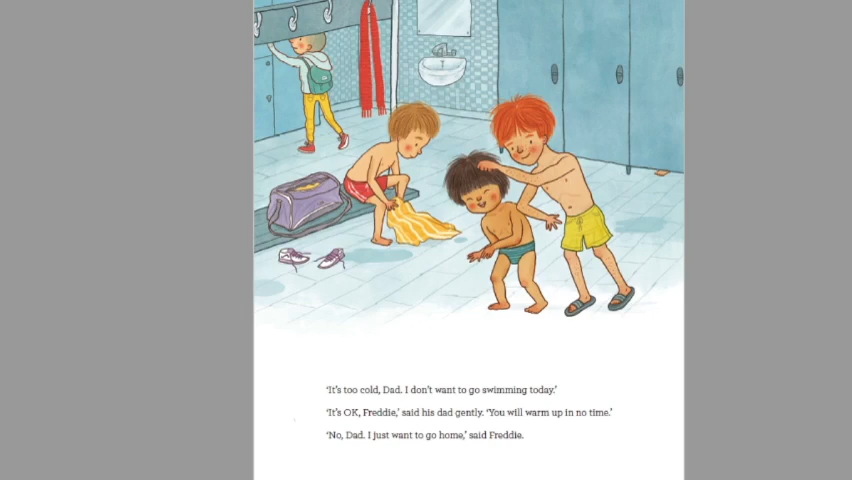 ‘It’s too cold, Dad. I don’t want to go swimming today.’
‘It’s OK, Freddie,’ said his dad gently. ‘You will warm up in no time.’
‘No, Dad. I just want to go home,’ said Freddie.